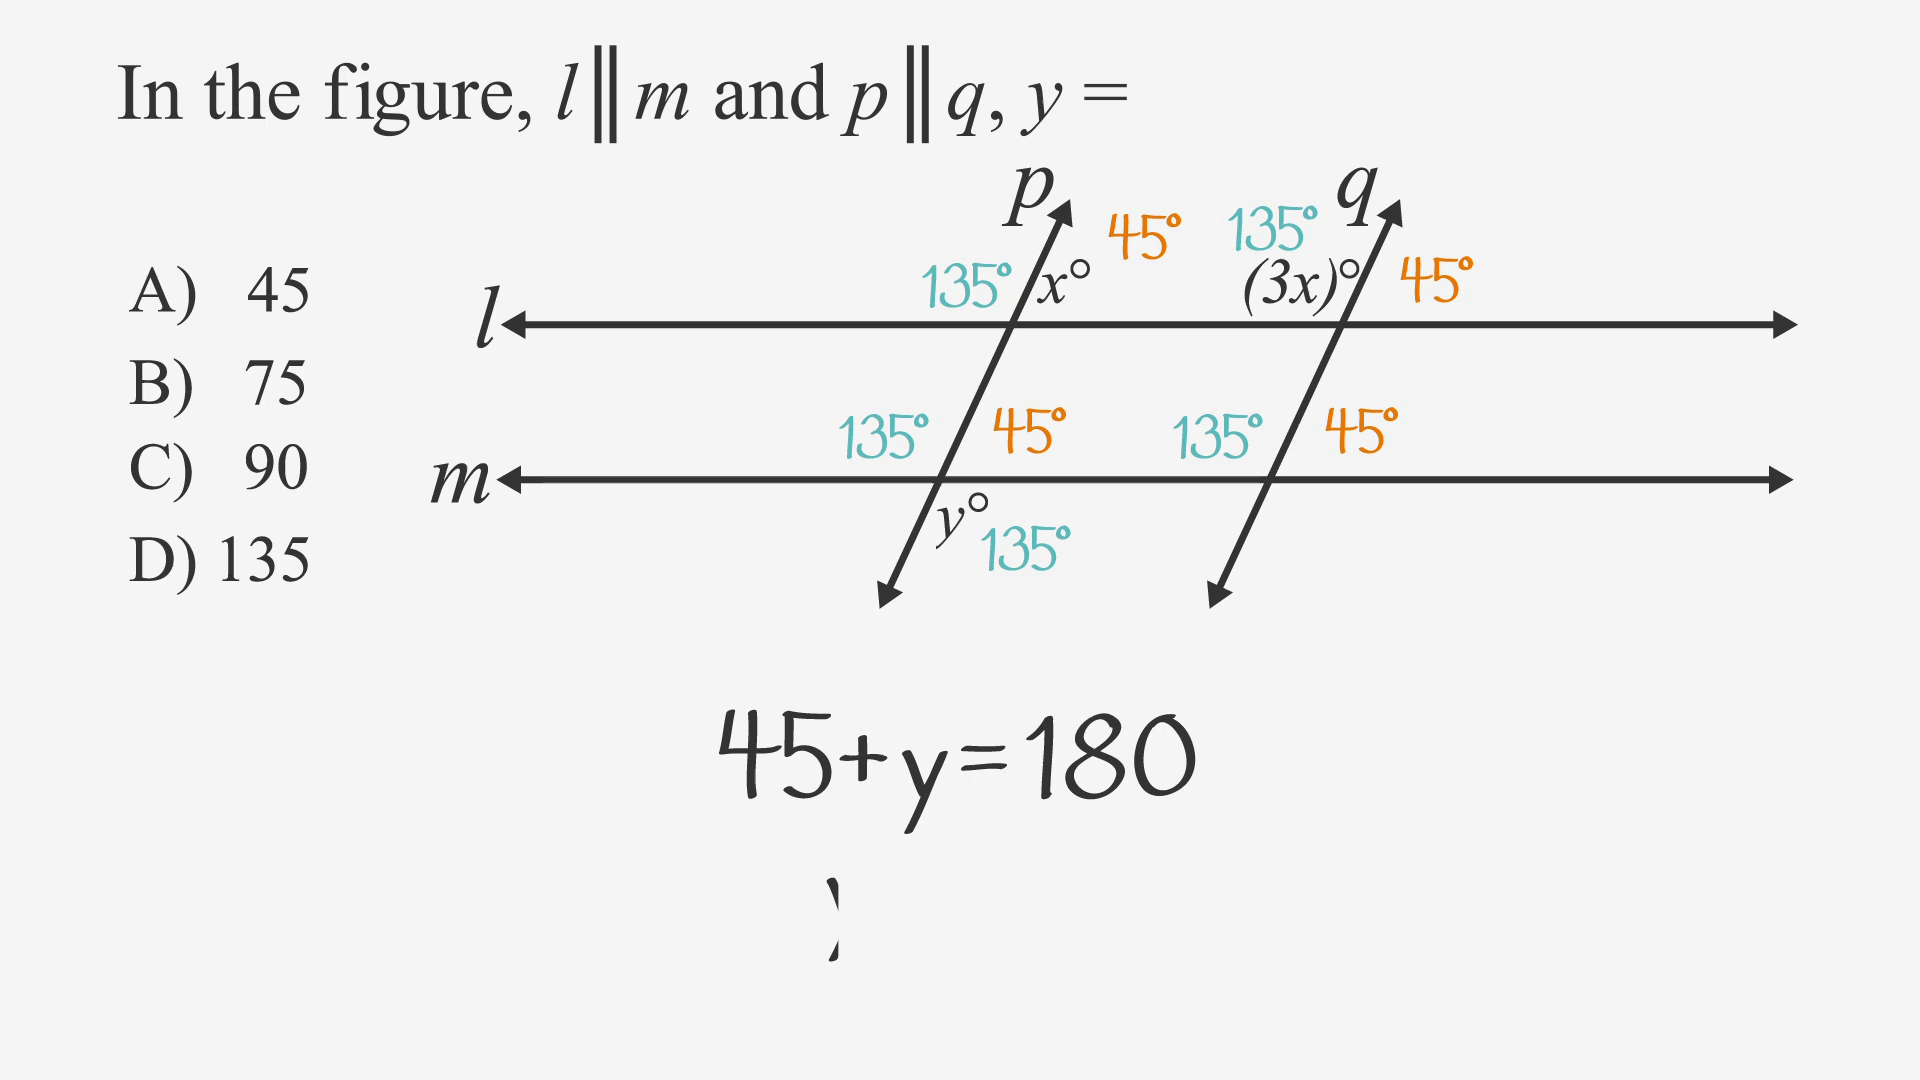 In the figure, l || m and p || q, y =
p
q
45°
135°
135°
x°
(3x)°
45°
A) 45
l
B) 75
135°
45°
135°
45°
C) 90
m
y°
135°
D) 135
45+y=180
y